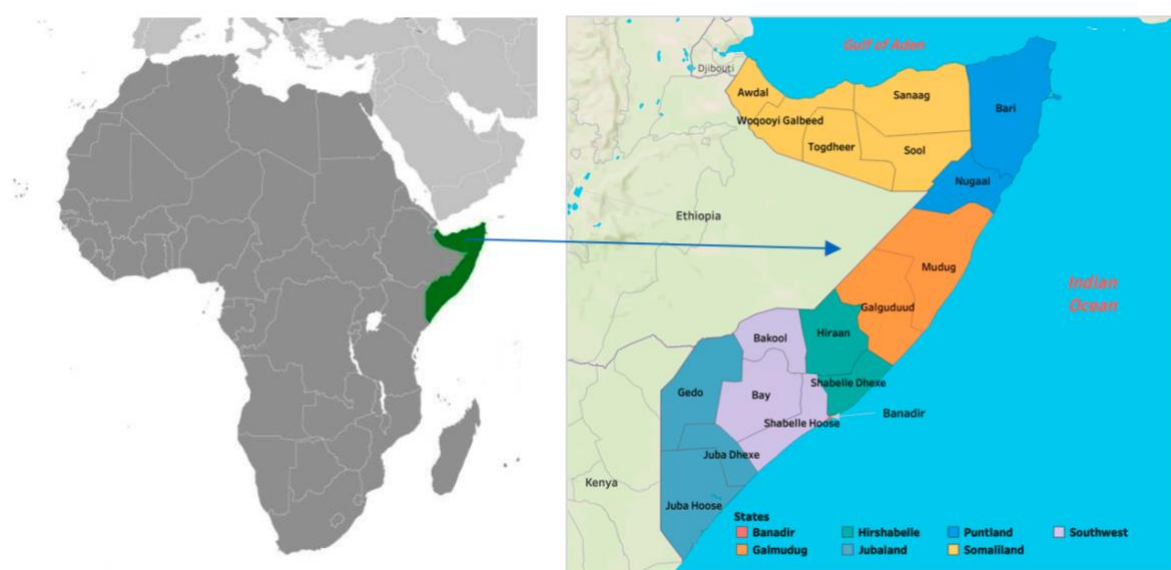 Gulf of Aden
Djibouti
Awdal
Sanaag
Bari
Woqooyi Galbeed
Togdheer
Sool
Nugaal
Ethiopia
Mudug
Indian
Ocean
Galguduud
Hiraan
Bakool
Shabelle Dhexe
Gedo
Bay
Banadir
Shabelle Hoose
Juba Dhexe
Kenya
Juba Hoose
States
Banadir
Hirshabelle
Puntland
Southwest
Galmudug
Jubaland
Somaliland